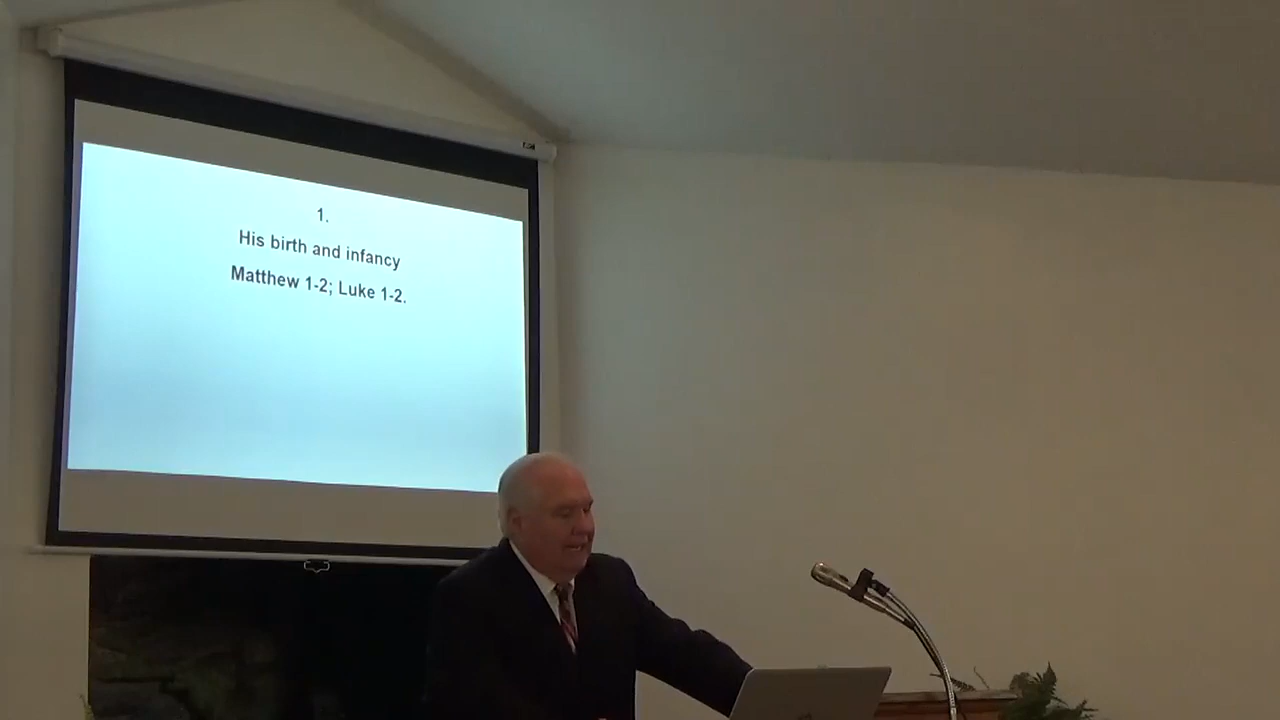 1.
His birth and infancy
Matthew 1-2; Luke 1-2.